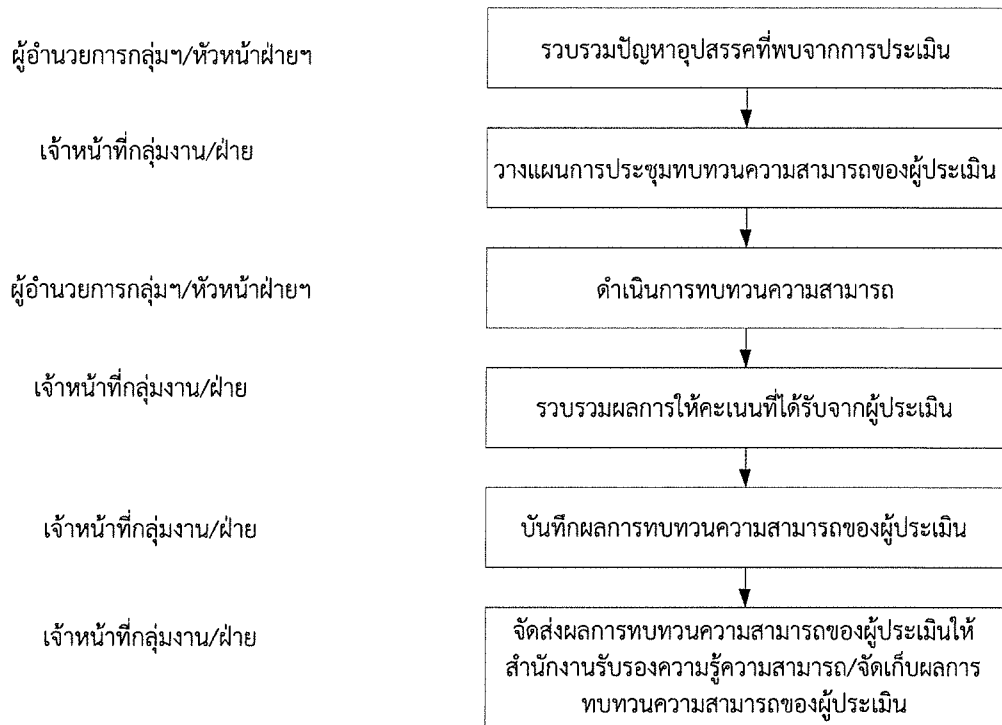 ผู้อำนวยการกลุ่มฯ/หัวหน้าฝ่ายฯ
รวบรวมปัญหาอุปสรรคที่พบจากการประเมิน
เจ้าหน้าที่กลุ่มงาน/ฝ่าย
วางแผนการประชุมทบทวนความสามารถของผู้ประเมิน
ผู้อำนวยการกลุ่มฯ/หัวหน้าฝ่ายฯ
ดำเนินการทบทวนความสามารถ
เจ้าหน้าที่กลุ่มงาน/ฝ่าย
รวบรวมผลการให้คะเนนที่ได้รับจากผู้ประเมิน
เจ้าหน้าที่กลุ่มงาน/ฝ่าย
บันทึกผลการทบทวนความสามารถของผู้ประเมิน
เจ้าหน้าที่กลุ่มงาน/ฝ่าย
จัดส่งผลการทบทวนความสามารถของผู้ประเมินให้
สำนักงานรับรองความรู้ความสามารถ/จัดเก็บผลการ
ทบทวนความสามารถของผู้ประเมิน